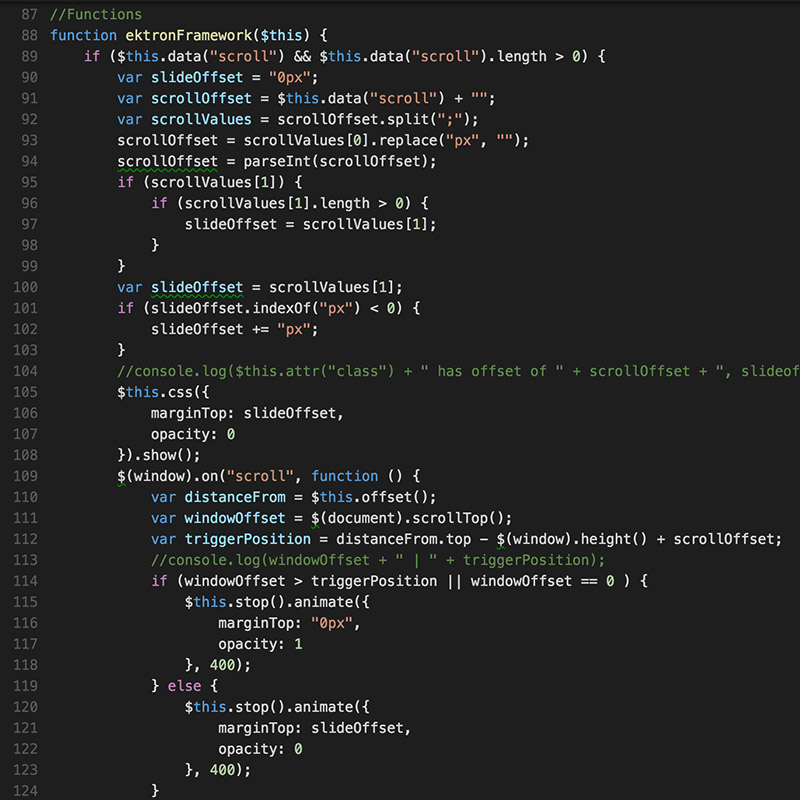 87 //Functions
88 function ektronFramework($this) {
89 if ($this.data("scroll") && $this.data("scroll").length > 0) {
90 var slideOffset = "0px";
91 var scrollOffset = $this.data("scroll") + "";
92 var scrollValues = scrollOffset.split(";");
93 scrollOffset = scrollValues[0].replace("px", "");
94 scrollOffset = parseInt(scrollOffset);
95 if (scrollValues[1]) {
96 if (scrollValues[1].length > 0) {
97 slideOffset = scrollValues[1];
98 }
99 }
100 var slideOffset = scrollValues[1];
101 if (slideOffset.indexOf("px") < 0) {
102 slideOffset += "px";
103 }
104 //console.log($this.attr("class") + " has offset of " + scrollOffset + ", slideof
105 $this.css({
106 marginTop: slideOffset,
107 opacity: 0
108 }).show();
109 $(window).on("scroll", function () {
110 var distanceFrom = $this.offset();
111 var windowOffset = $(document).scrollTop();
112 var triggerPosition = distanceFrom.top - $(window).height() + scrollOffset;
113 //console.log(windowOffset + " | " + triggerPosition);
114 if (windowOffset > triggerPosition || windowOffset == 0 ) {
115 $this.stop().animate({
116 marginTop: "0px",
117 opacity: 1
118 }, 400);
119 } else {
120 $this.stop().animate({
121 marginTop: slideOffset,
122 opacity: 0
123 }, 400);
124 }